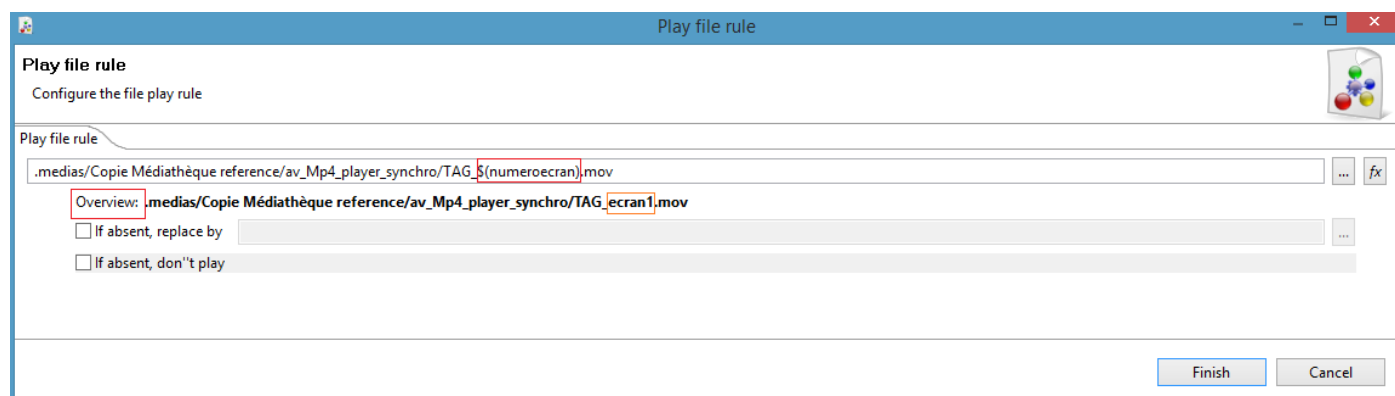 Play file rule
Play file rule
Configure the file play rule
Play file rule
.medias/Copie Médiathèque reference/av_Mp4_player_synchro/TAG_$(numeroecran).mov
... fx
Overview: .medias/Copie Médiathèque reference/av_Mp4_player_synchro/TAG_ecran1.mov
If absent, replace by
...
If absent, don''t play
Finish Cancel